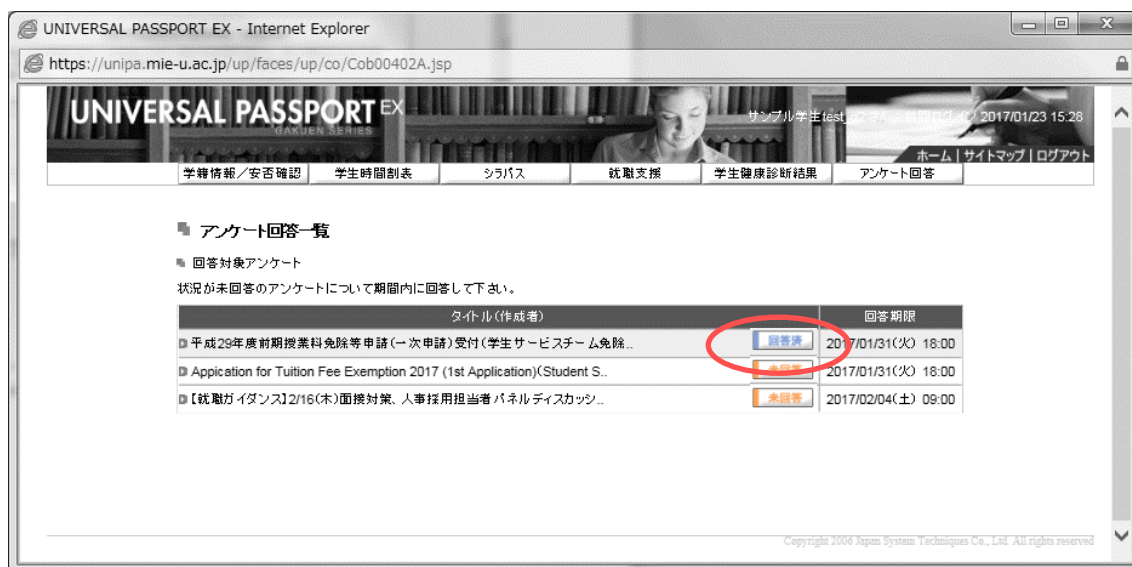 UNIVERSAL PASSPORT EX - Internet Explorer
https://unipa.mie-u.ac.jp/up/faces/up/co/Cob00402A.jsp
UNIVERSAL PASSPORT EX
GAKUEN SERIES
サンプル学生test 2017/01/23 15:28
ホーム | サイトマップ | ログアウト
学籍情報／安否確認 学生時間割表 シラバス 就職支援 学生健康診断結果 アンケート回答
アンケート回答一覧
回答対象アンケート
状況が未回答のアンケートについて期間内に回答して下さい。
タイトル(作成者) 回答期限
平成29年度前期授業料免除等申請(一次申請)受付(学生サービスチーム免除.. 回答済 2017/01/31(火) 18:00
Appication for Tuition Fee Exemption 2017 (1st Application)(Student S.. 未回答 2017/01/31(火) 18:00
【就職ガイダンス】2/16(木)面接対策、人事採用担当者パネルディスカッシ.. 未回答 2017/02/04(土) 09:00
Copyright 2006 Japan System Techniques Co., Ltd. All rights reserved